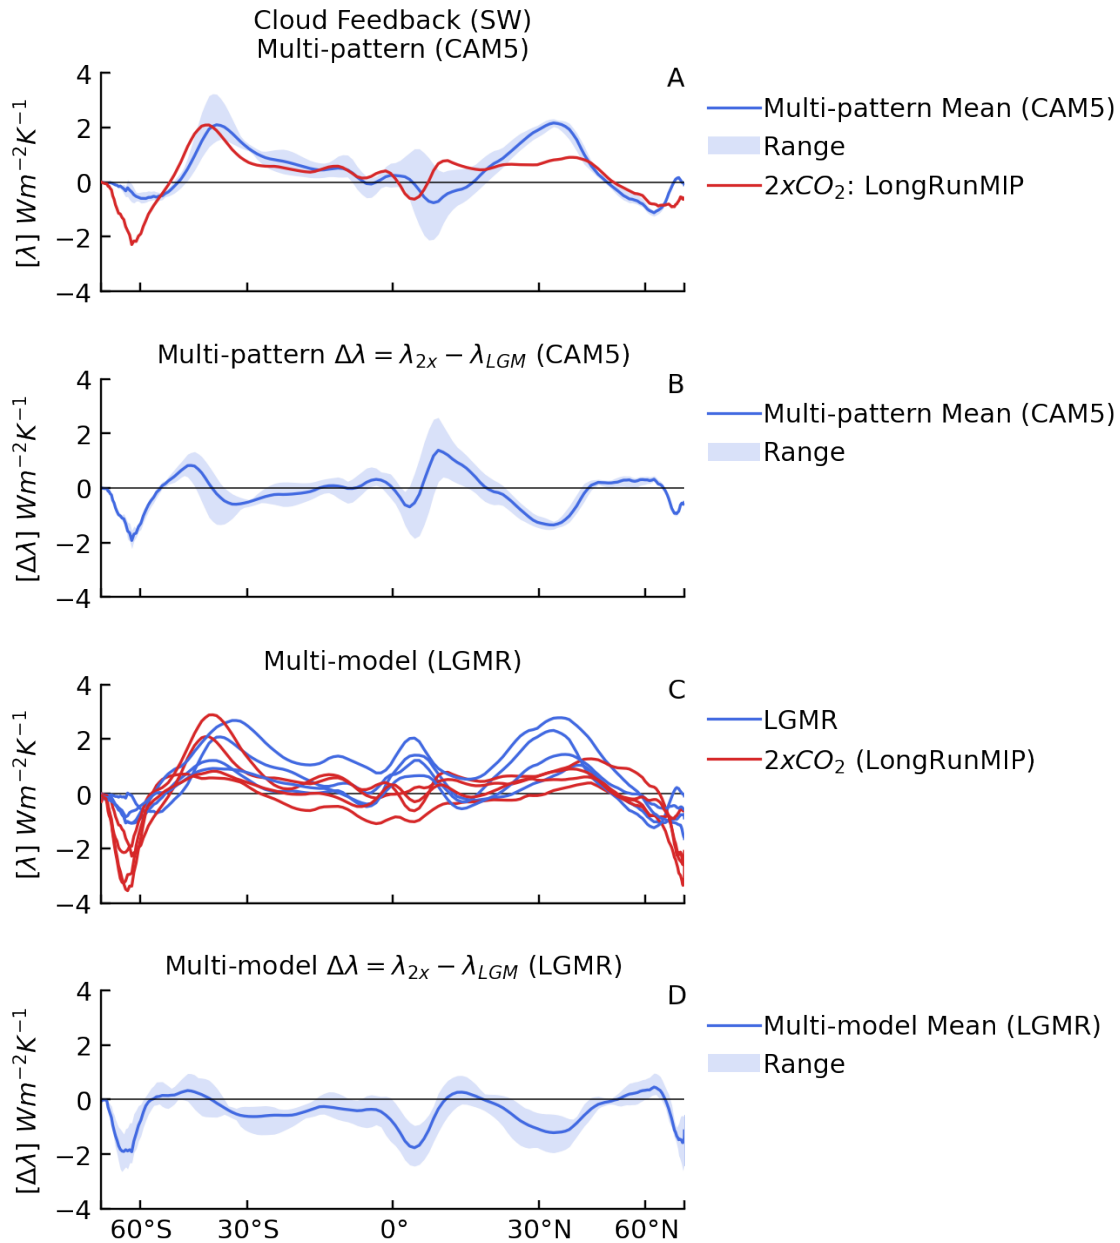 Cloud Feedback (SW)
Multi-pattern (CAM5)
A
4
2
0
−2
−4
[λ] Wm⁻²K⁻¹
Multi-pattern Mean (CAM5)
Range
2xCO₂: LongRunMIP
Multi-pattern Δλ = λ₂ₓ − λ_LGM (CAM5)
B
4
2
0
−2
−4
[Δλ] Wm⁻²K⁻¹
Multi-pattern Mean (CAM5)
Range
Multi-model (LGMR)
C
4
2
0
−2
−4
[λ] Wm⁻²K⁻¹
LGMR
2xCO₂ (LongRunMIP)
Multi-model Δλ = λ₂ₓ − λ_LGM (LGMR)
D
4
2
0
−2
−4
[Δλ] Wm⁻²K⁻¹
Multi-model Mean (LGMR)
Range
60°S 30°S 0° 30°N 60°N